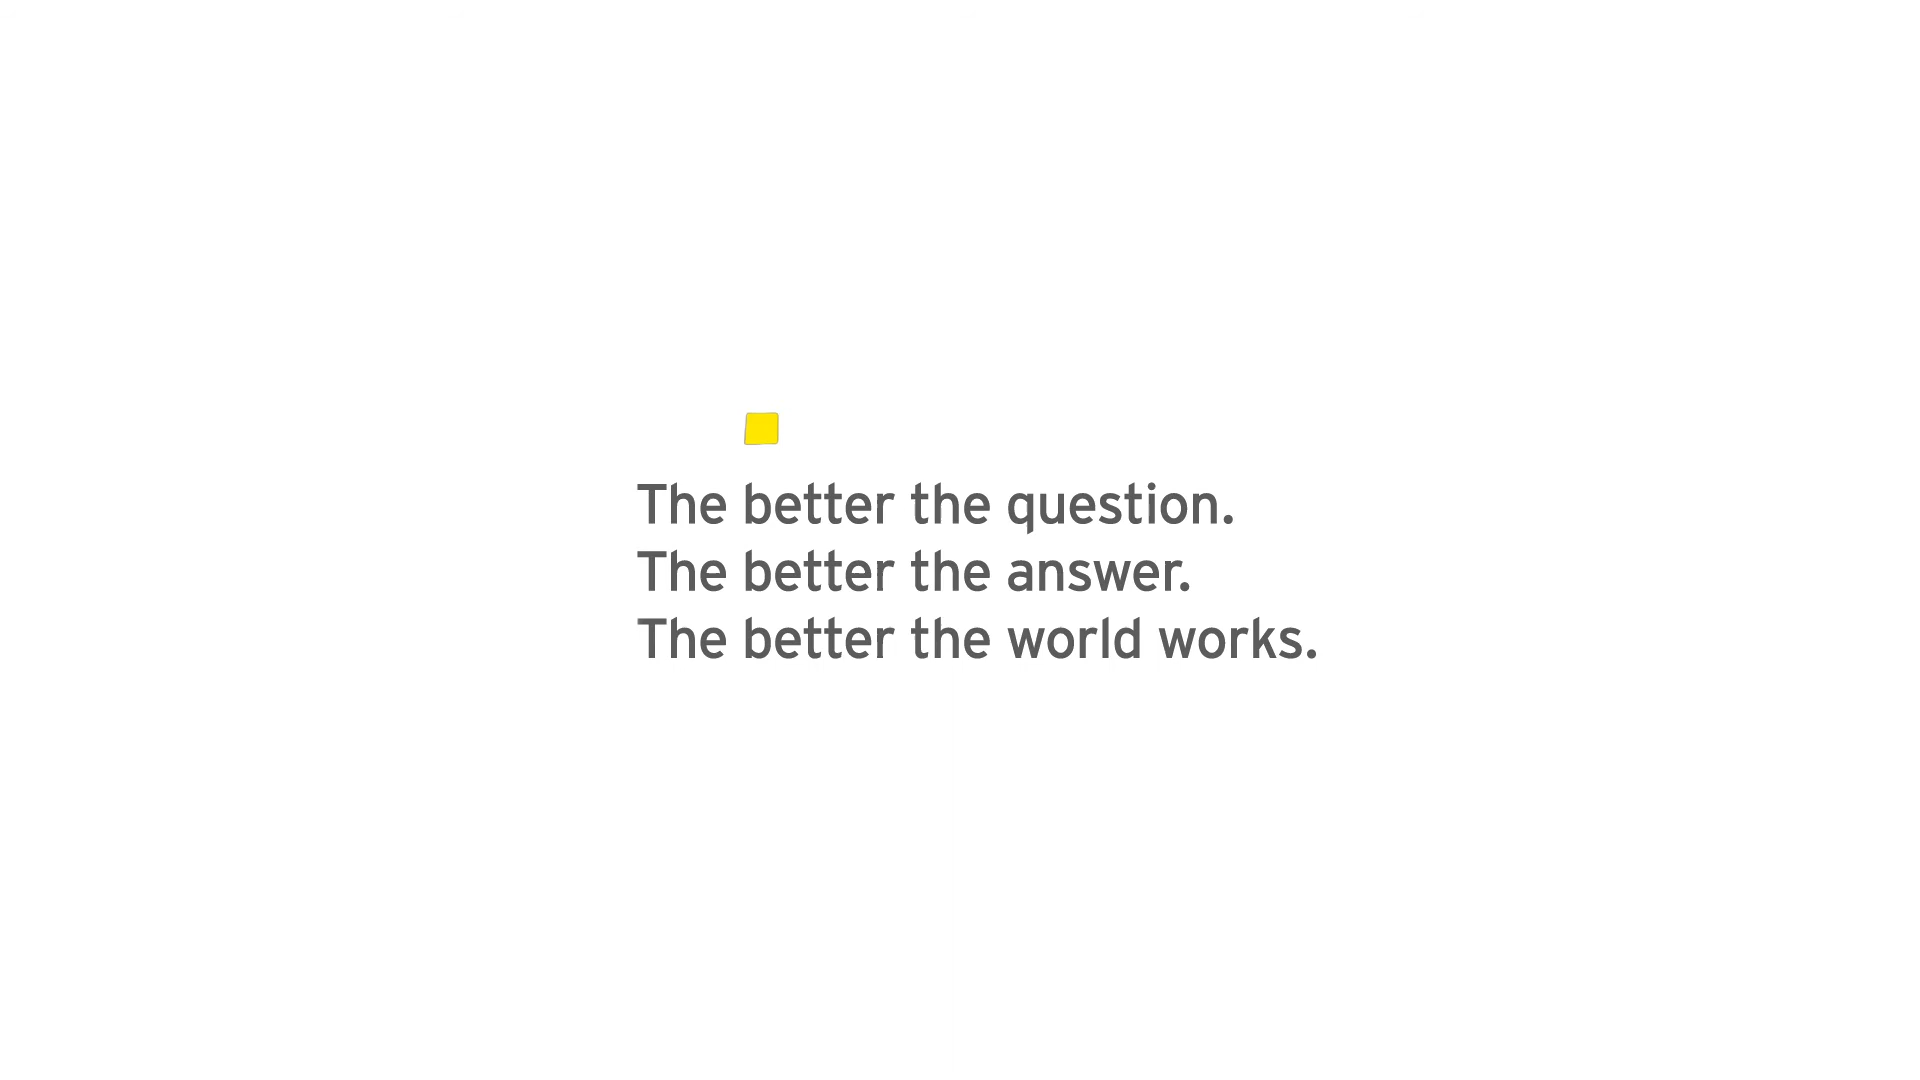 The better the question.
The better the answer.
The better the world works.